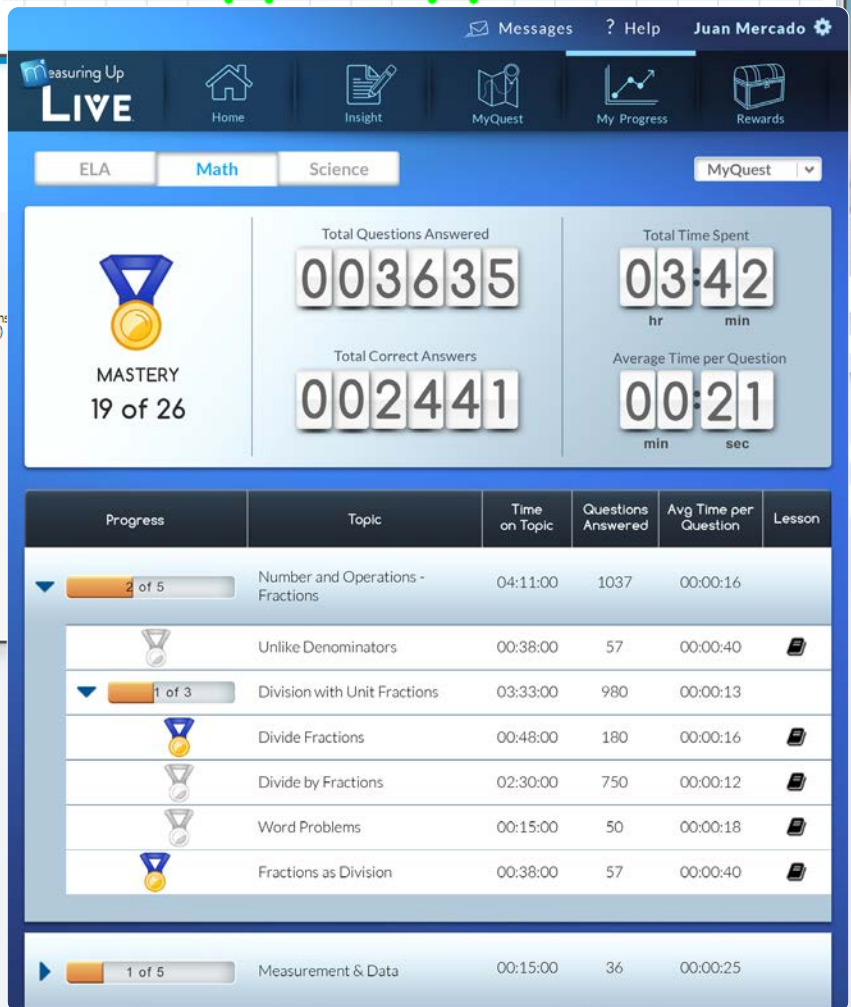 Messages ? Help Juan Mercado
Measuring Up
LIVE
Home Insight MyQuest My Progress Rewards
ELA Math Science MyQuest
Total Questions Answered
003635
Total Correct Answers
002441
Total Time Spent
03:42
hr min
Average Time per Question
00:21
min sec
MASTERY
19 of 26
Progress Topic Time on Topic Questions Answered Avg Time per Question Lesson
2 of 5 Number and Operations - Fractions 04:11:00 1037 00:00:16
Unlike Denominators 00:38:00 57 00:00:40
1 of 3 Division with Unit Fractions 03:33:00 980 00:00:13
Divide Fractions 00:48:00 180 00:00:16
Divide by Fractions 02:30:00 750 00:00:12
Word Problems 00:15:00 50 00:00:18
Fractions as Division 00:38:00 57 00:00:40
1 of 5 Measurement & Data 00:15:00 36 00:00:25